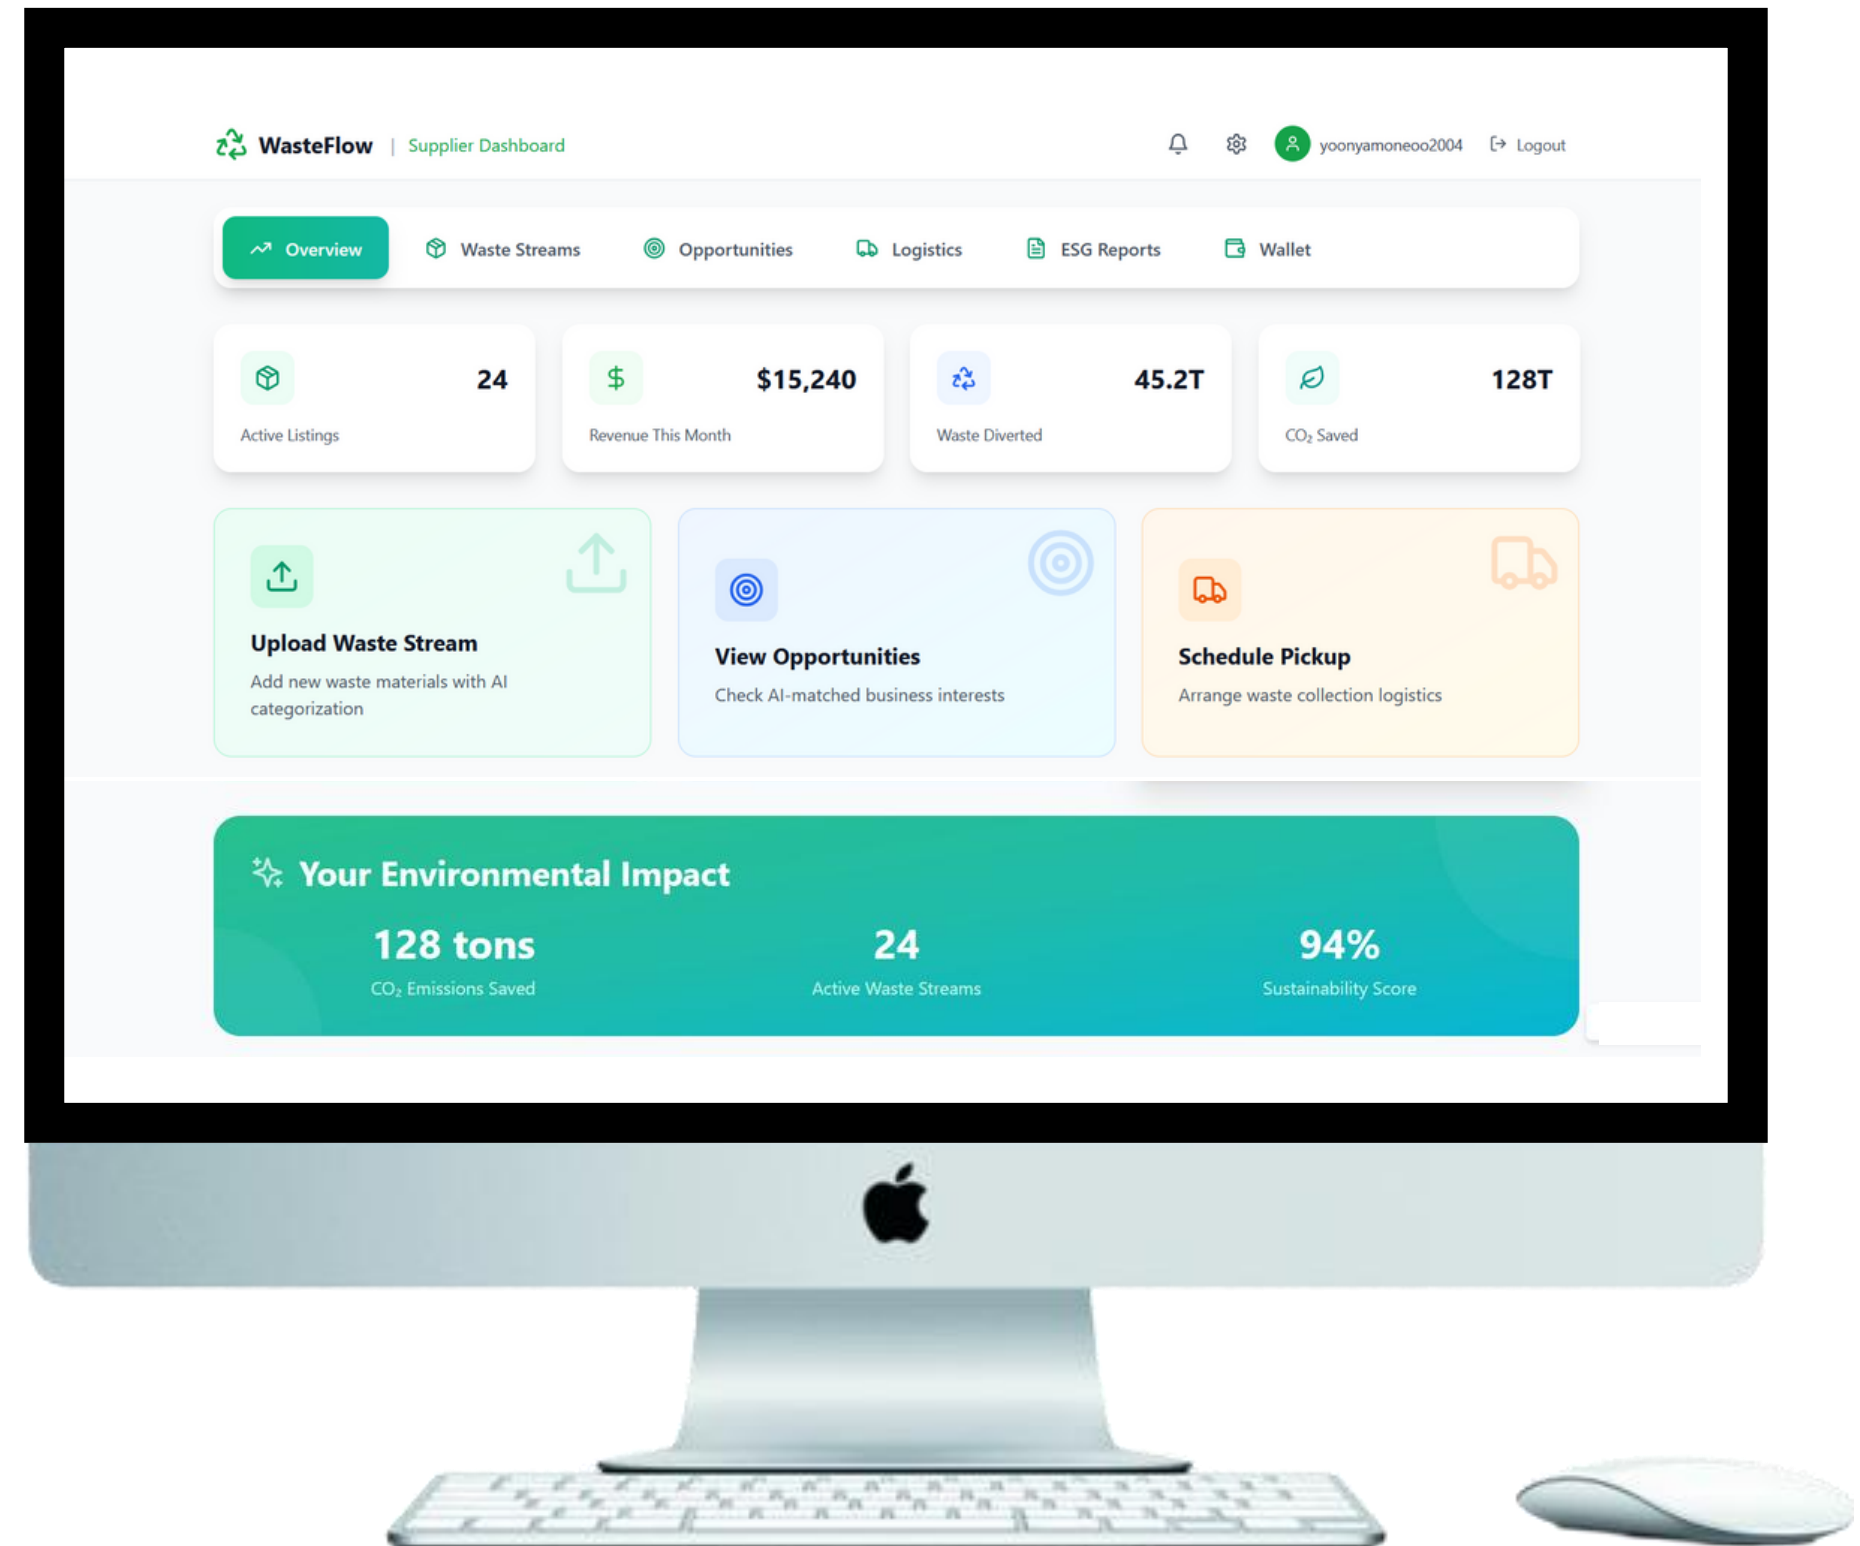 WasteFlow | Supplier Dashboard
yoonyamoneoo2004 Logout
Overview Waste Streams Opportunities Logistics ESG Reports Wallet
24 $15,240 45.2T 128T
Active Listings Revenue This Month Waste Diverted CO₂ Saved
Upload Waste Stream
Add new waste materials with AI
categorization
View Opportunities
Check AI-matched business interests
Schedule Pickup
Arrange waste collection logistics
Your Environmental Impact
128 tons 24 94%
CO₂ Emissions Saved Active Waste Streams Sustainability Score